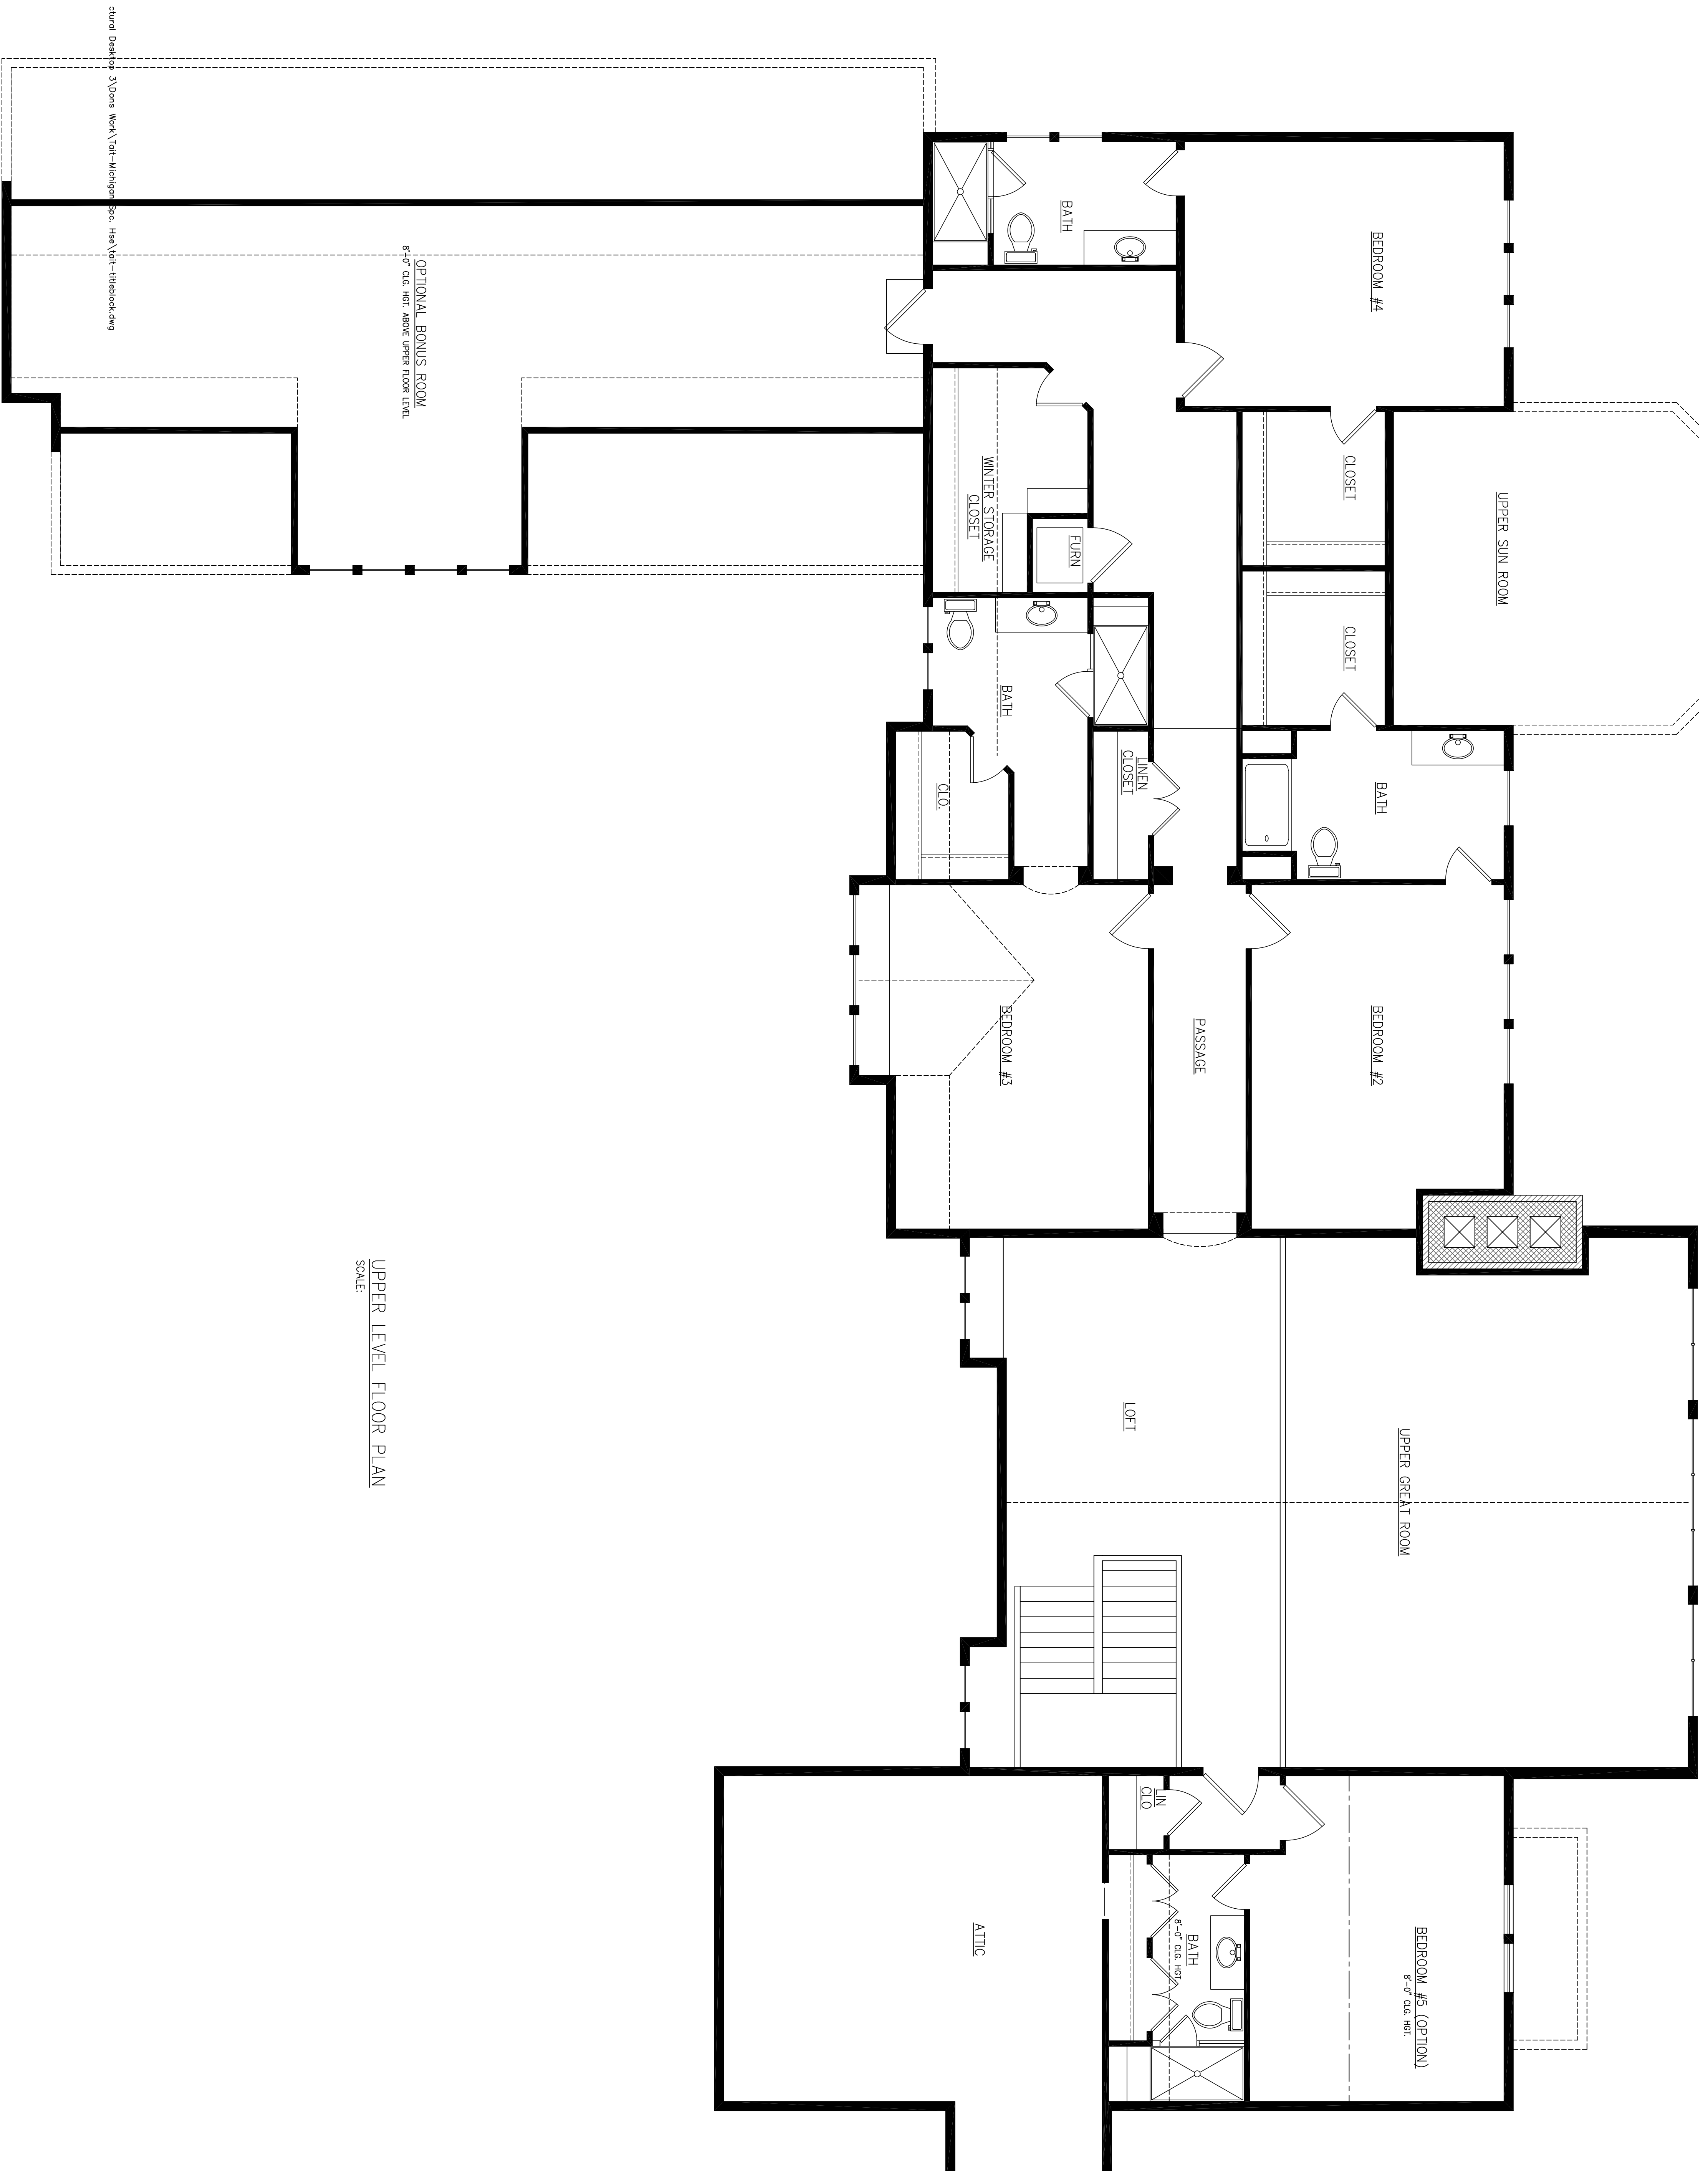 ctural Desktop 3\Dons Work\Tait-Michigan Spc. Hse\tait-titleblock.dwg
BEDROOM #4
BATH
OPTIONAL BONUS ROOM
8'-0" CLG. HGT. ABOVE UPPER FLOOR LEVEL
UPPER SUN ROOM
CLOSET
WINTER STORAGE
CLOSET
FURN
CLOSET
BATH
BATH
LINEN
CLOSET
CLO.
BEDROOM #2
PASSAGE
BEDROOM #3
UPPER GREAT ROOM
LOFT
UPPER LEVEL FLOOR PLAN
SCALE:
LIN
CLO
BEDROOM #5 (OPTION)
8'-0" CLG. HGT.
BATH
8'-0" CLG. HGT.
ATTIC